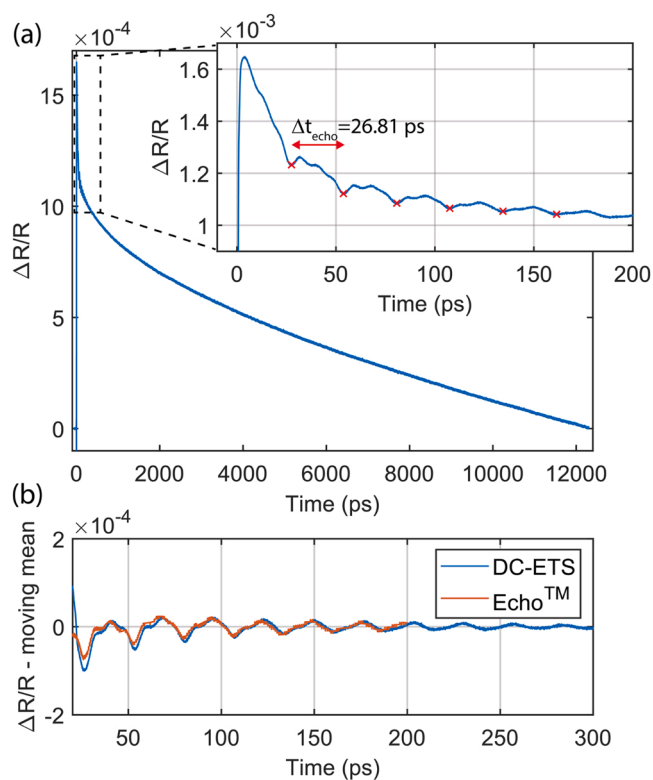 (a)
×10⁻⁴
15
10
5
0
ΔR/R
0 2000 4000 6000 8000 10000 12000
Time (ps)
×10⁻³
1.6
1.4
1.2
1
ΔR/R
Δt_echo=26.81 ps
0 50 100 150 200
Time (ps)
(b)
×10⁻⁴
2
0
-2
ΔR/R - moving mean
DC-ETS
Echo™
50 100 150 200 250 300
Time (ps)